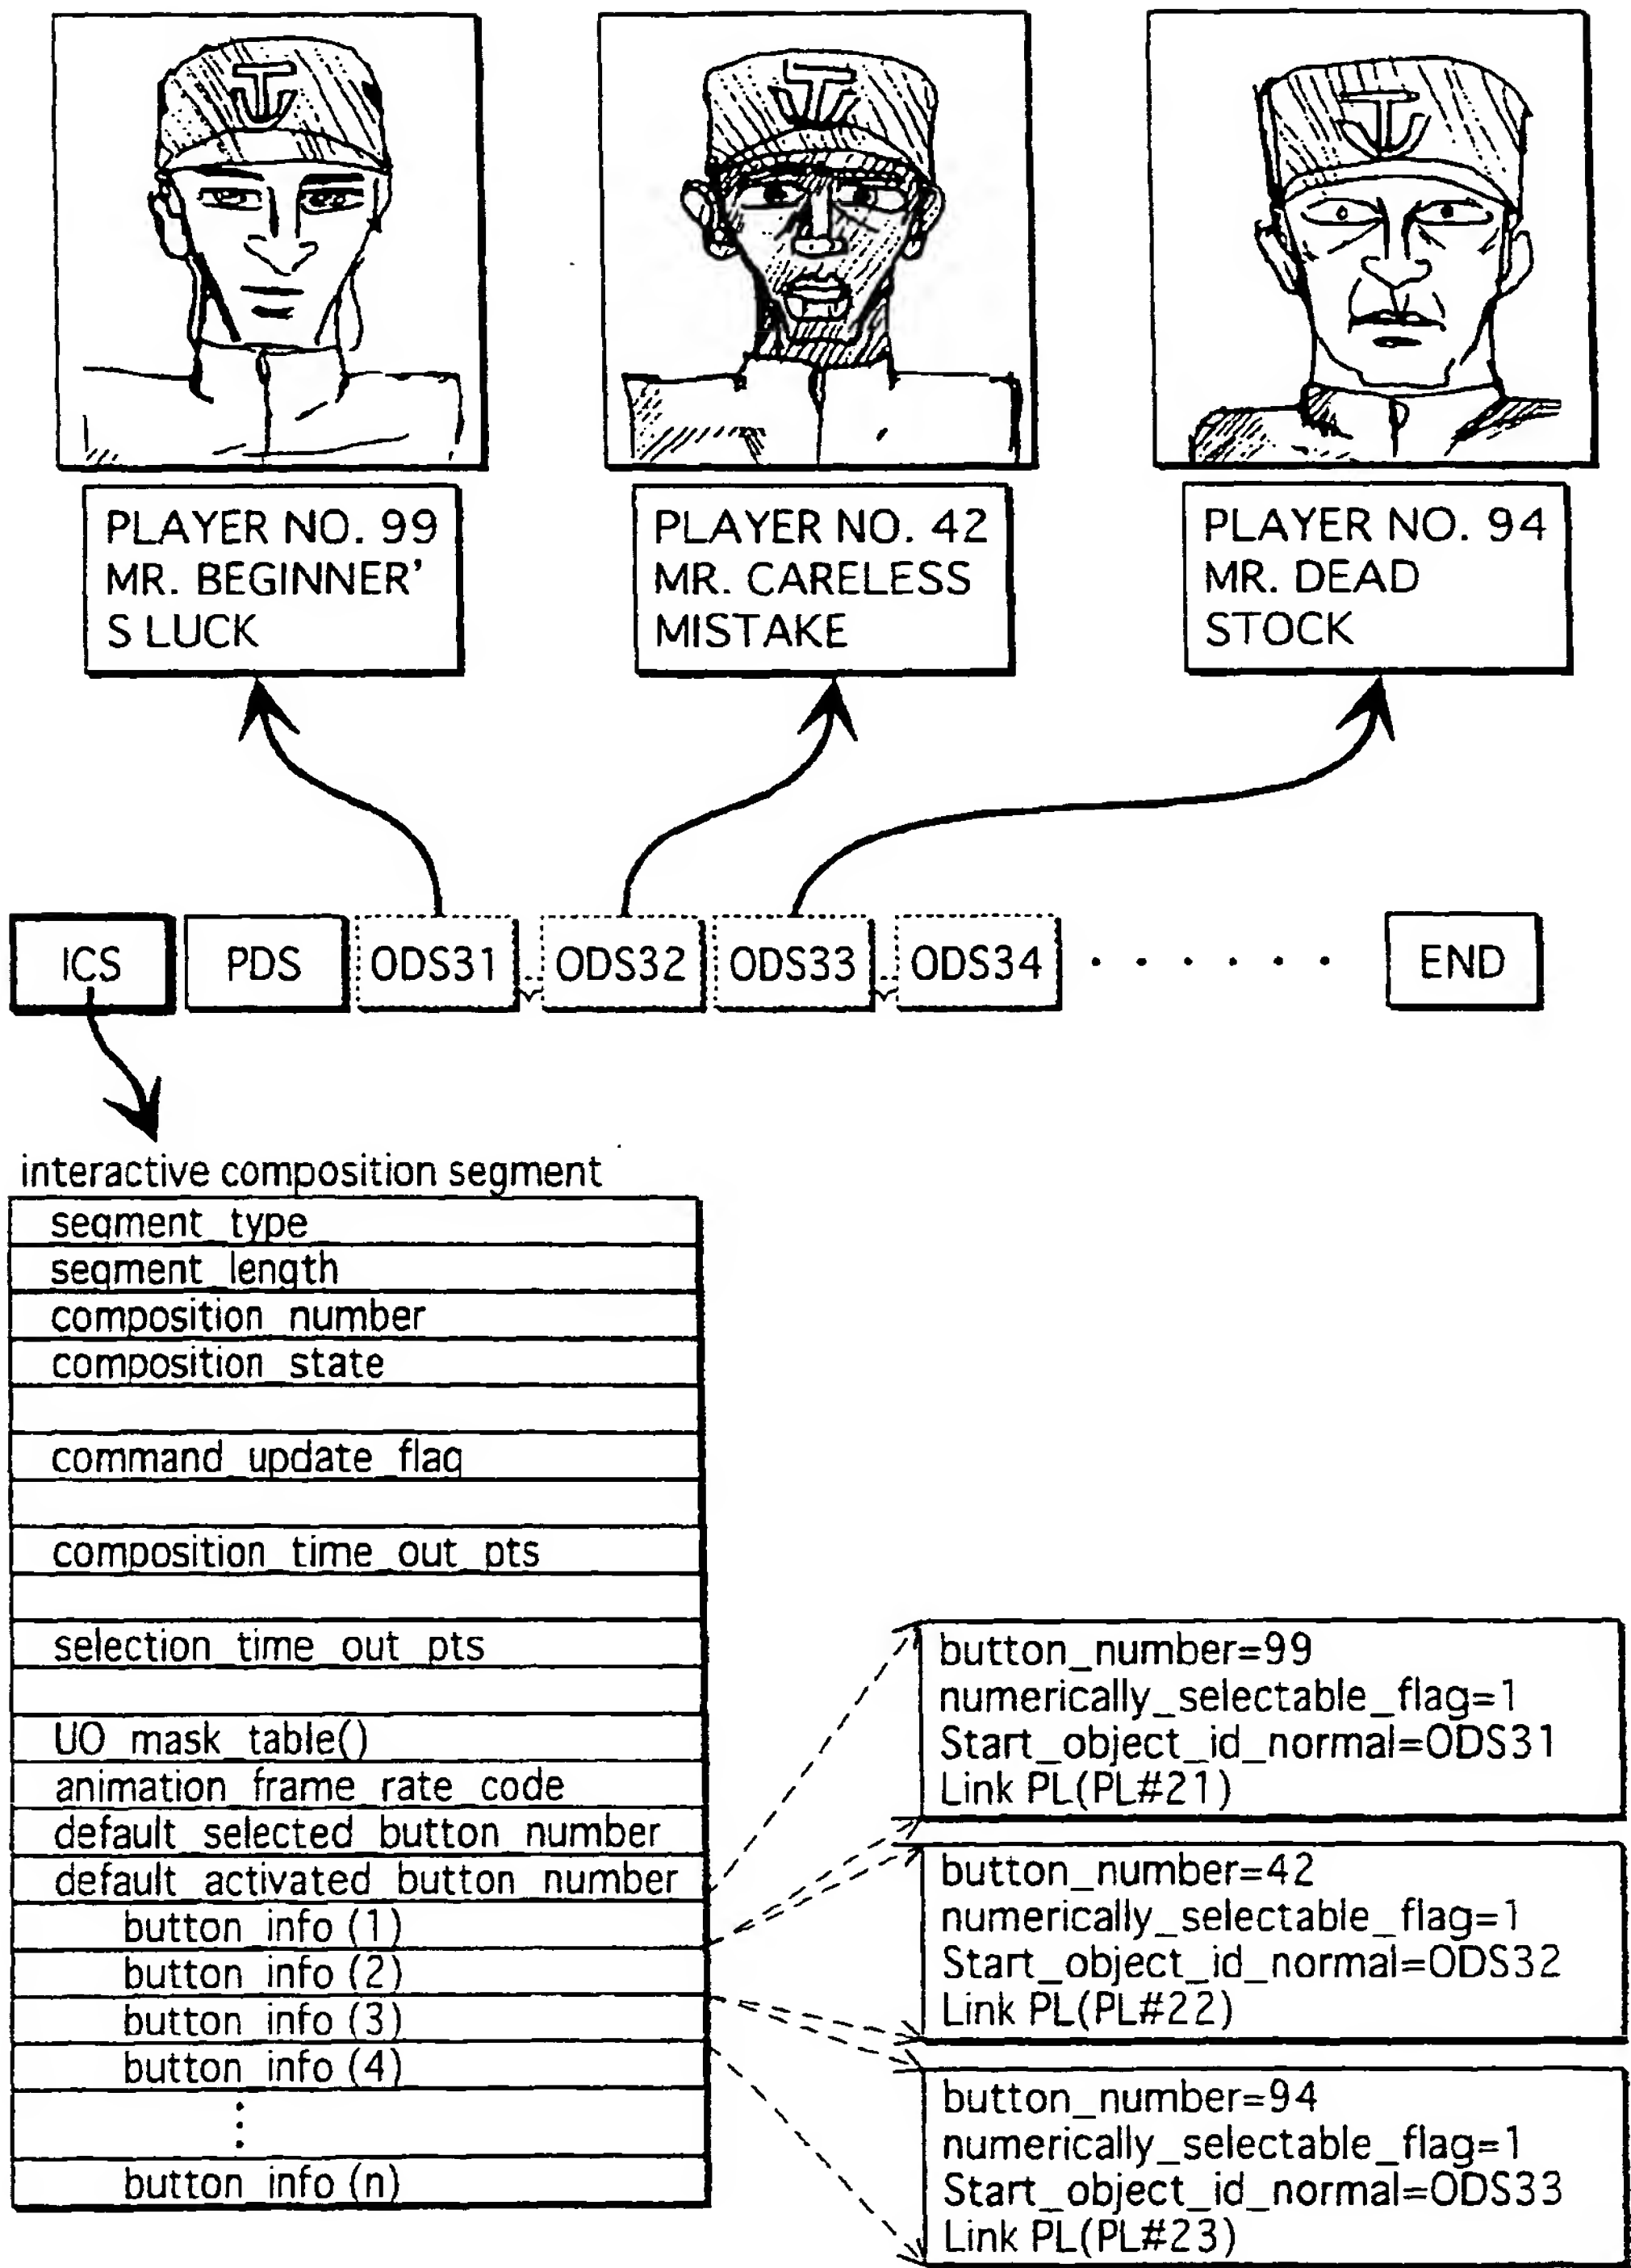 PLAYER NO. 99
MR. BEGINNER'
S LUCK
PLAYER NO. 42
MR. CARELESS
MISTAKE
PLAYER NO. 94
MR. DEAD
STOCK
ICS
PDS
ODS31
ODS32
ODS33
ODS34
· · · · · ·
END
interactive composition segment
segment_type
segment_length
composition_number
composition_state
command_update_flag
composition_time_out_pts
selection_time_out_pts
UO_mask_table()
animation_frame_rate_code
default_selected_button_number
default_activated_button_number
button_info (1)
button_info (2)
button_info (3)
button_info (4)
⋮
button_info (n)
button_number=99
numerically_selectable_flag=1
Start_object_id_normal=ODS31
Link PL(PL#21)
button_number=42
numerically_selectable_flag=1
Start_object_id_normal=ODS32
Link PL(PL#22)
button_number=94
numerically_selectable_flag=1
Start_object_id_normal=ODS33
Link PL(PL#23)